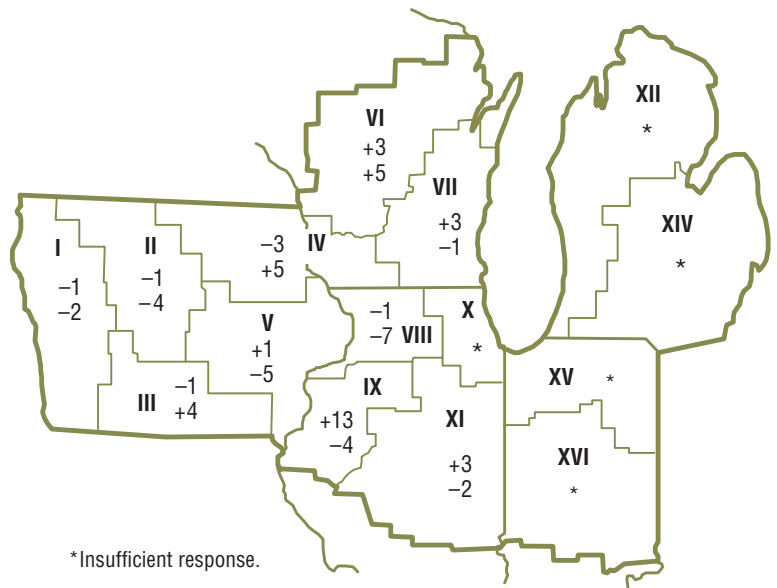 XII
*
VI
+3
+5
VII
+3
−1
XIV
*
I
−1
−2
II
−1
−4
−3
+5
IV
V
+1
−5
−1
−7
VIII
X
*
III
−1
+4
IX
+13
−4
XI
+3
−2
XV
*
XVI
*
*Insufficient response.